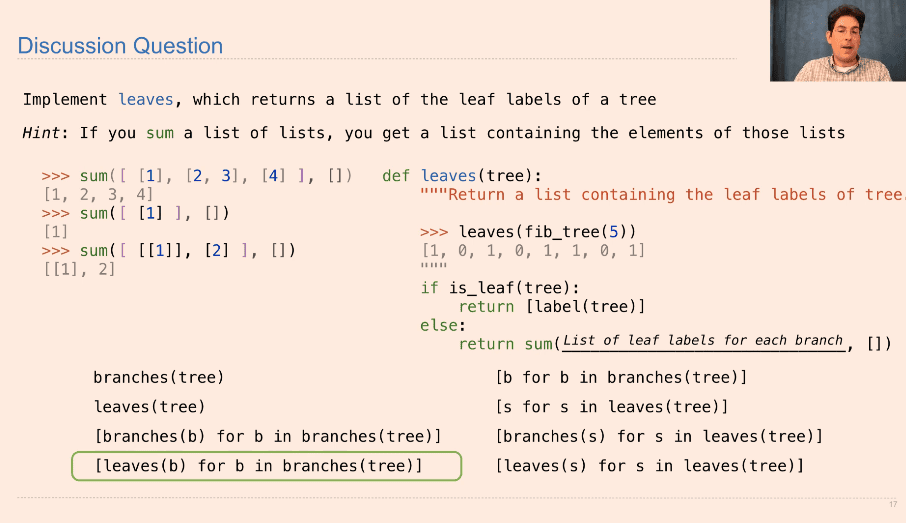 Discussion Question
Implement leaves, which returns a list of the leaf labels of a tree
Hint: If you sum a list of lists, you get a list containing the elements of those lists
>>> sum([ [1], [2, 3], [4] ], [])
[1, 2, 3, 4]
>>> sum([ [1] ], [])
[1]
>>> sum([ [[1]], [2] ], [])
[[1], 2]
def leaves(tree):
"""Return a list containing the leaf labels of tree.
>>> leaves(fib_tree(5))
[1, 0, 1, 0, 1, 1, 0, 1]
"""
if is_leaf(tree):
return [label(tree)]
else:
return sum(List of leaf labels for each branch, [])
branches(tree)
leaves(tree)
[branches(b) for b in branches(tree)]
[leaves(b) for b in branches(tree)]
[b for b in branches(tree)]
[s for s in leaves(tree)]
[branches(s) for s in leaves(tree)]
[leaves(s) for s in leaves(tree)]
17